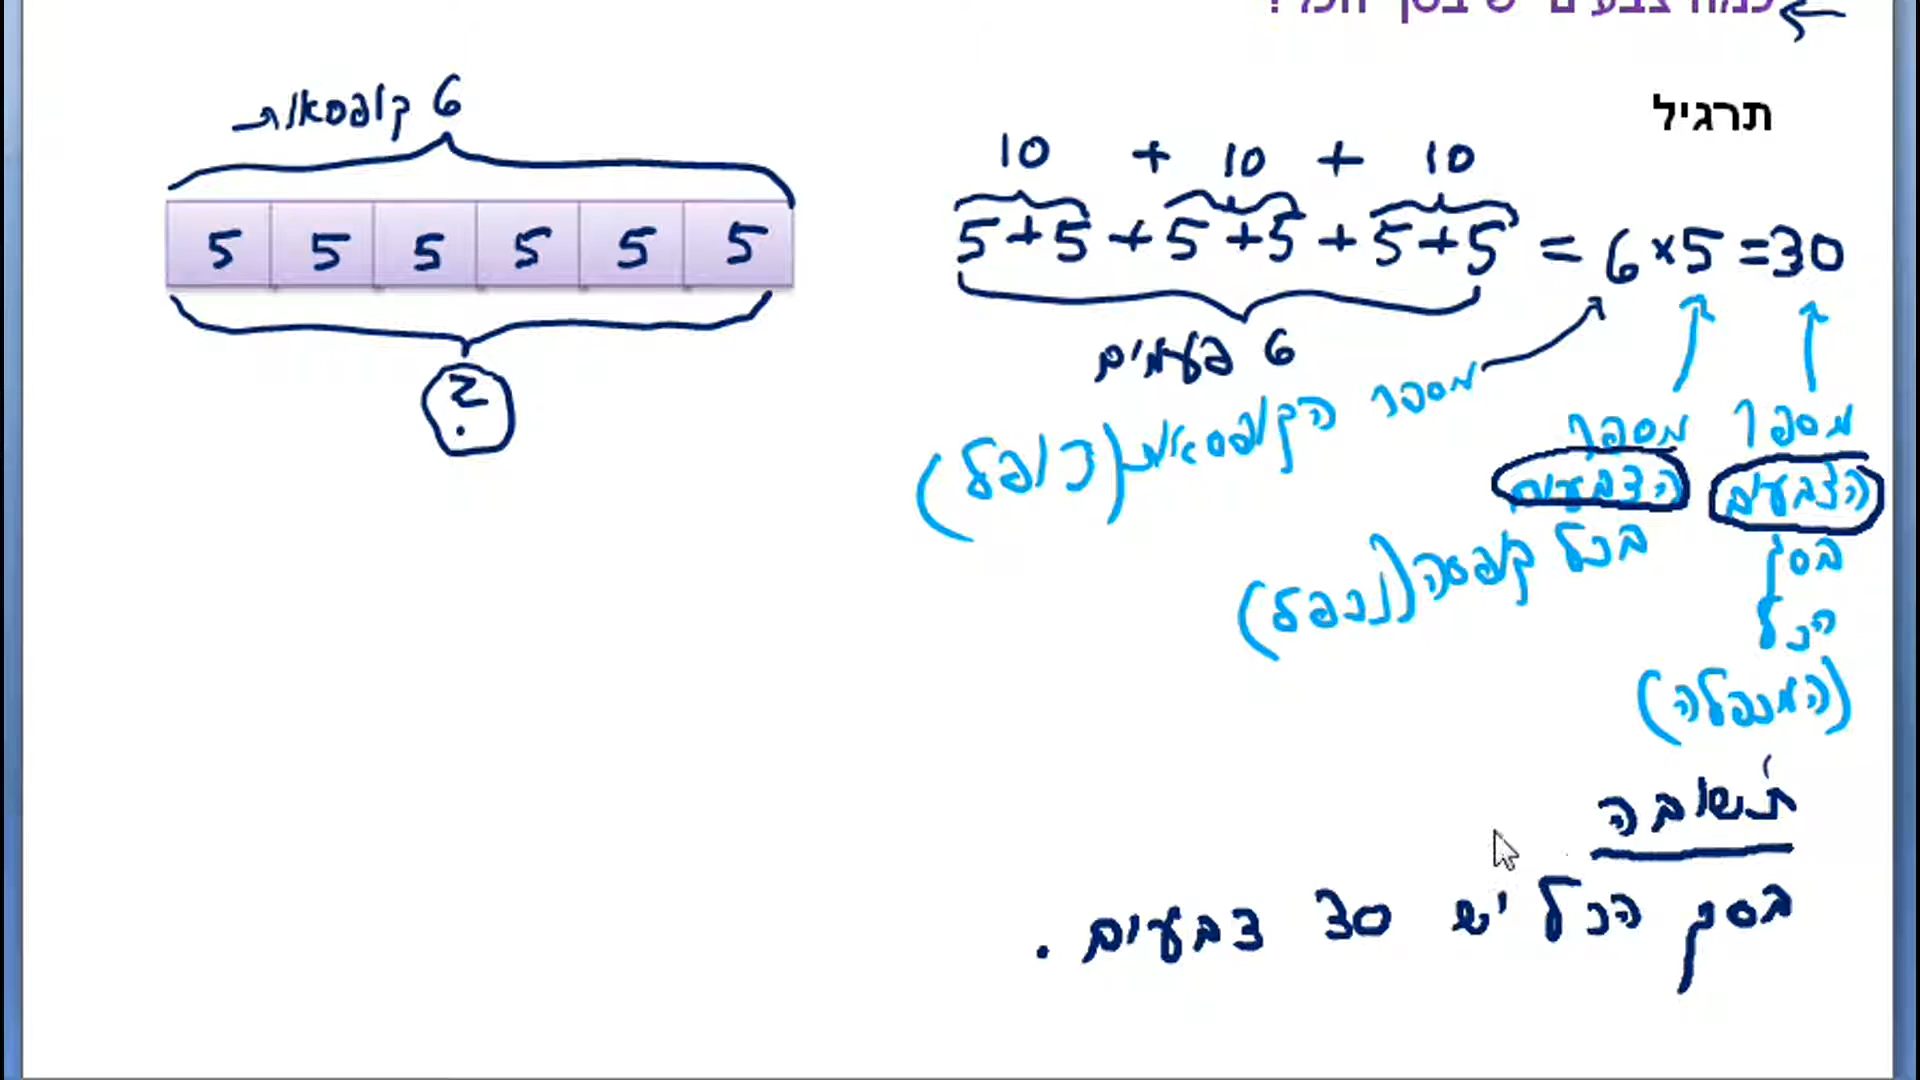 כמה צבעים יש בסך הכל?
תרגיל
10 + 10 + 10
5+5 + 5+5 + 5+5 = 6×5 =30
6 פעמים
מספר הקופסאות (כופל)
מספר
הצבעים
בכל קופסה (נכפל)
מספר
הצבעים
בסך
הכל
(המכפלה)
6 קופסאות
5 5 5 5 5 5
?
תשובה
בסך הכל יש 30 צבעים.